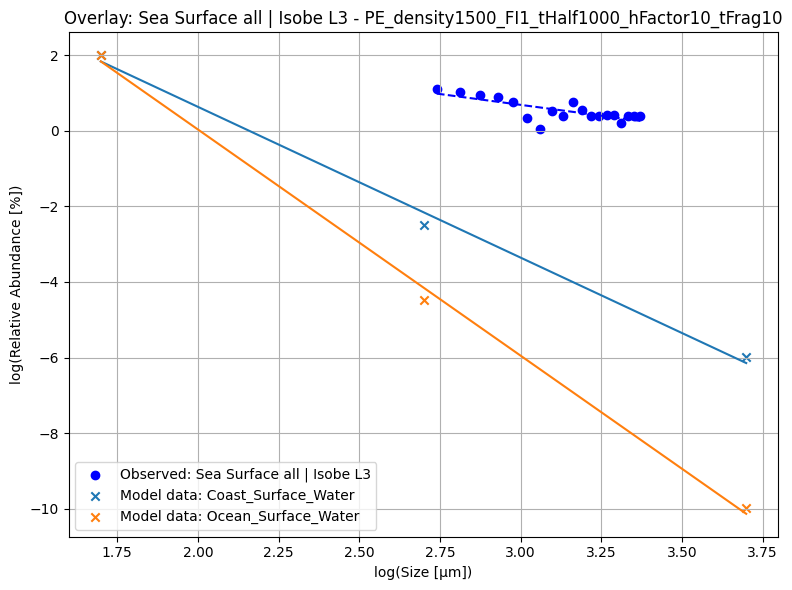 Overlay: Sea Surface all | Isobe L3 - PE_density1500_FI1_tHalf1000_hFactor10_tFrag10
log(Relative Abundance [%])
2
0
−2
−4
−6
−8
−10
Observed: Sea Surface all | Isobe L3
Model data: Coast_Surface_Water
Model data: Ocean_Surface_Water
1.75 2.00 2.25 2.50 2.75 3.00 3.25 3.50 3.75
log(Size [μm])